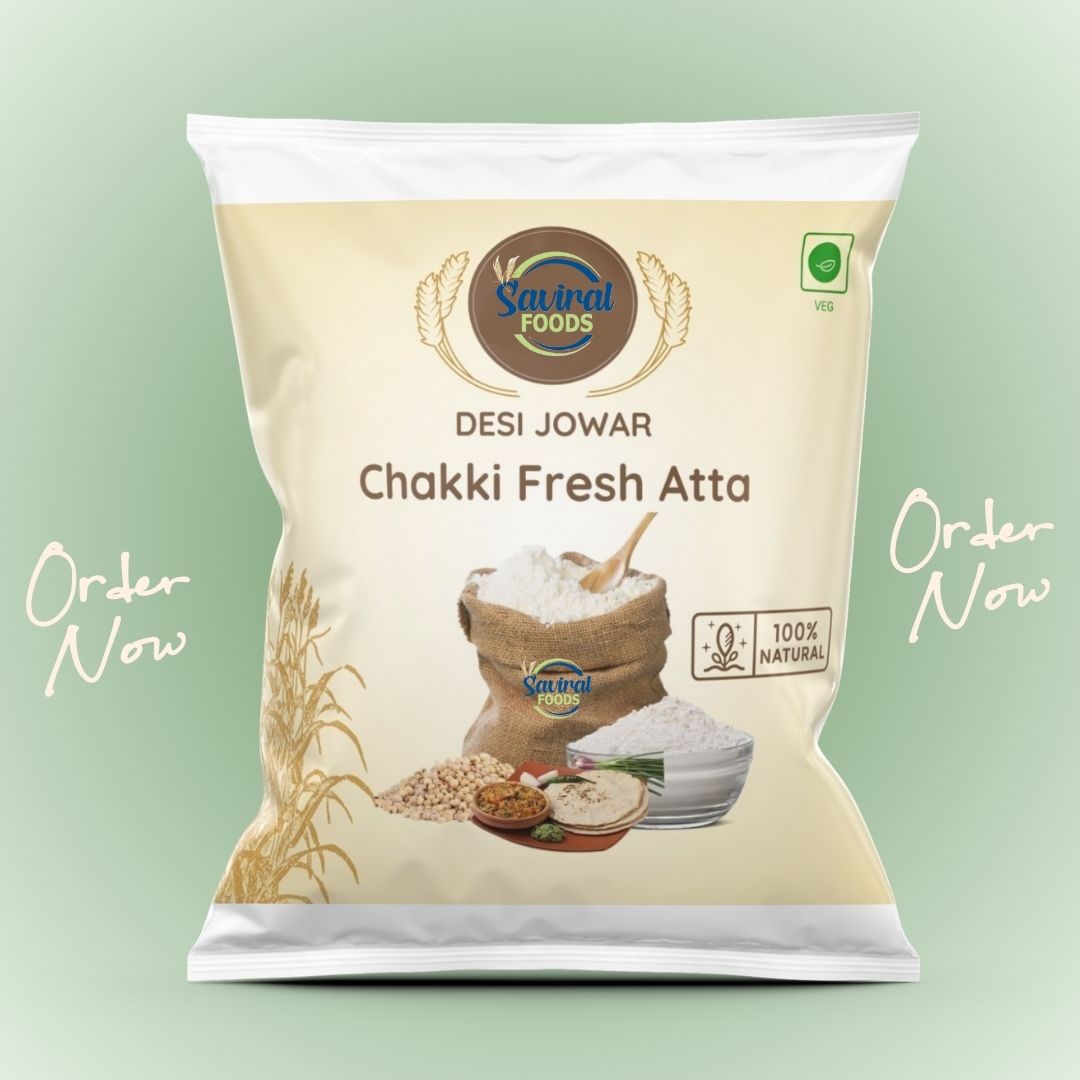 Saviral
FOODS
VEG
DESI JOWAR
Chakki Fresh Atta
Order
Now
Order
Now
100%
NATURAL
Saviral
FOODS